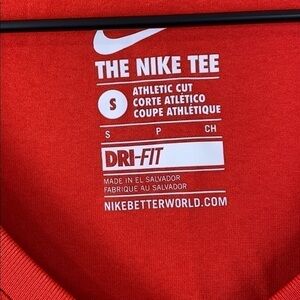 THE NIKE TEE
S
ATHLETIC CUT
CORTE ATLÉTICO
COUPE ATHLÉTIQUE
S P CH
DRI-FIT
MADE IN EL SALVADOR
FABRIQUE AU SALVADOR
NIKEBETTERWORLD.COM